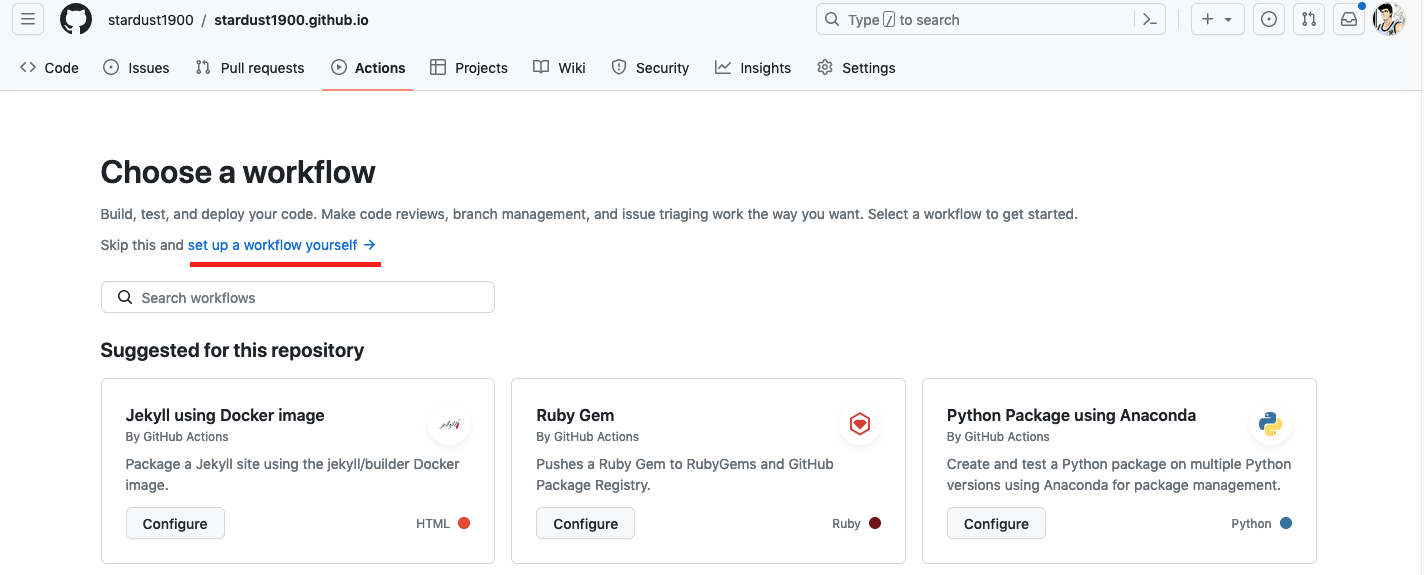 stardust1900 / stardust1900.github.io
Type / to search
Code Issues Pull requests Actions Projects Wiki Security Insights Settings
Choose a workflow
Build, test, and deploy your code. Make code reviews, branch management, and issue triaging work the way you want. Select a workflow to get started.
Skip this and set up a workflow yourself →
Search workflows
Suggested for this repository
Jekyll using Docker image
By GitHub Actions
Package a Jekyll site using the jekyll/builder Docker
image.
Configure
HTML
Ruby Gem
By GitHub Actions
Pushes a Ruby Gem to RubyGems and GitHub
Package Registry.
Configure
Ruby
Python Package using Anaconda
By GitHub Actions
Create and test a Python package on multiple Python
versions using Anaconda for package management.
Configure
Python